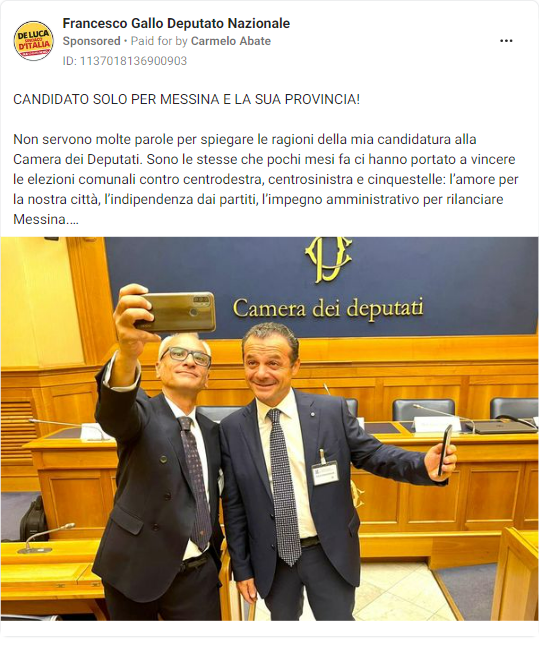 Francesco Gallo Deputato Nazionale
Sponsored • Paid for by Carmelo Abate
ID: 1137018136900903
DE LUCA
SINDACO
D'ITALIA
CANDIDATO SOLO PER MESSINA E LA SUA PROVINCIA!
Non servono molte parole per spiegare le ragioni della mia candidatura alla
Camera dei Deputati. Sono le stesse che pochi mesi fa ci hanno portato a vincere
le elezioni comunali contro centrodestra, centrosinistra e cinquestelle: l'amore per
la nostra città, l'indipendenza dai partiti, l'impegno amministrativo per rilanciare
Messina.…
Camera dei deputati